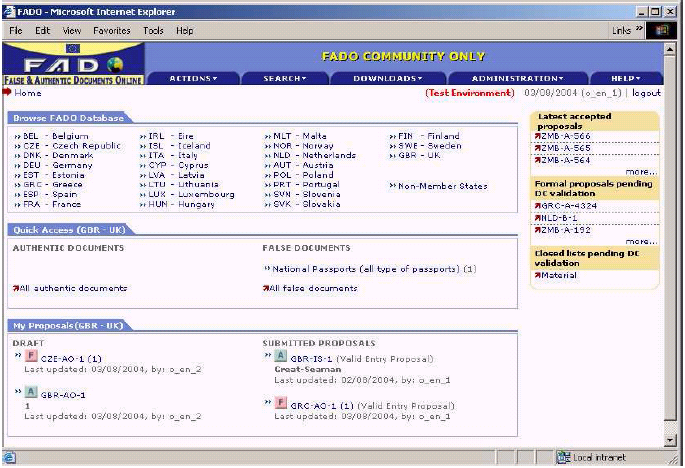 FADO - Microsoft Internet Explorer
File Edit View Favorites Tools Help Links »
FADO
FALSE & AUTHENTIC DOCUMENTS ONLINE
FADO COMMUNITY ONLY
ACTIONS SEARCH DOWNLOADS ADMINISTRATION HELP
Home (Test Environment) 03/08/2004 (o_en_1) | logout
Browse FADO Database
» BEL - Belgium » IRL - Eire » MLT - Malta » FIN - Finland
» CZE - Czech Republic » ISL - Iceland » NOR - Norway » SWE - Sweden
» DNK - Denmark » ITA - Italy » NLD - Netherlands » GBR - UK
» DEU - Germany » CYP - Cyprus » AUT - Austria
» EST - Estonia » LVA - Latvia » POL - Poland
» GRC - Greece » LTU - Lithuania » PRT - Portugal » Non-Member States
» ESP - Spain » LUX - Luxembourg » SVN - Slovenia
» FRA - France » HUN - Hungary » SVK - Slovakia
Quick Access (GBR - UK)
AUTHENTIC DOCUMENTS FALSE DOCUMENTS
» National Passports (all type of passports) (1)
All authentic documents All false documents
My Proposals(GBR - UK)
DRAFT SUBMITTED PROPOSALS
» F CZE-AO-1 (1) » A GBR-IS-1 (Valid Entry Proposal)
Last updated: 03/08/2004, by: o_en_2 Great-Seaman
Last updated: 02/08/2004, by: o_en_1
» A GBR-AO-1
1
Last updated: 03/08/2004, by: o_en_2
» F GRC-AO-1 (1) (Valid Entry Proposal)
Last updated: 03/08/2004, by: o_en_1
Latest accepted
proposals
ZMB-A-566
ZMB-A-565
ZMB-A-564
more...
Formal proposals pending
DC validation
GRC-A-4324
NLD-B-1
ZMB-A-192
more...
Closed lists pending DC
validation
Material
Local intranet